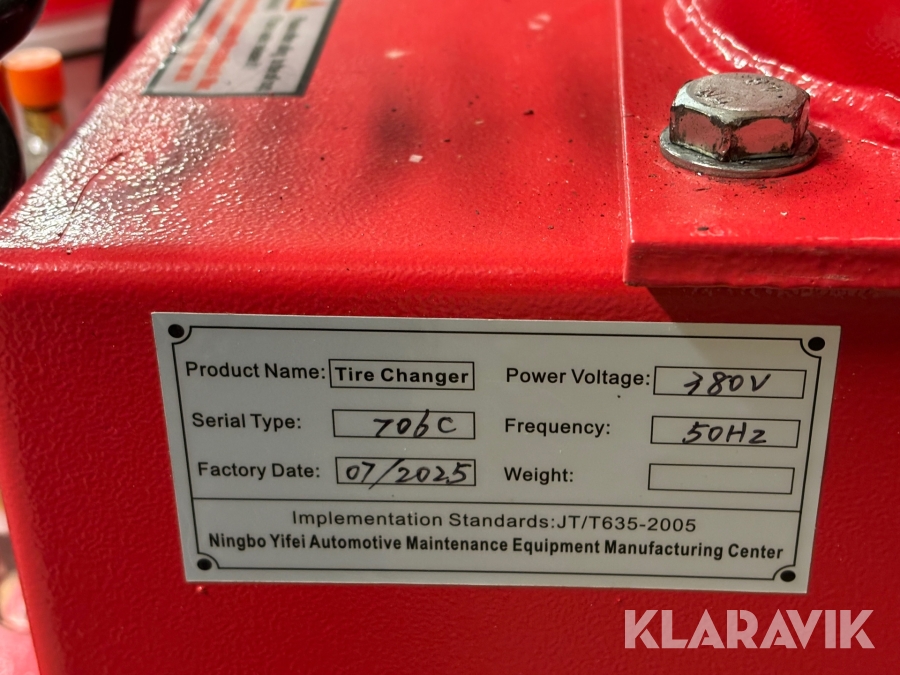 Product Name: Tire Changer Power Voltage: 380V
Serial Type: 706C Frequency: 50Hz
Factory Date: 07/2025 Weight:
Implementation Standards:JT/T635-2005
Ningbo Yifei Automotive Maintenance Equipment Manufacturing Center
KLARAVIK